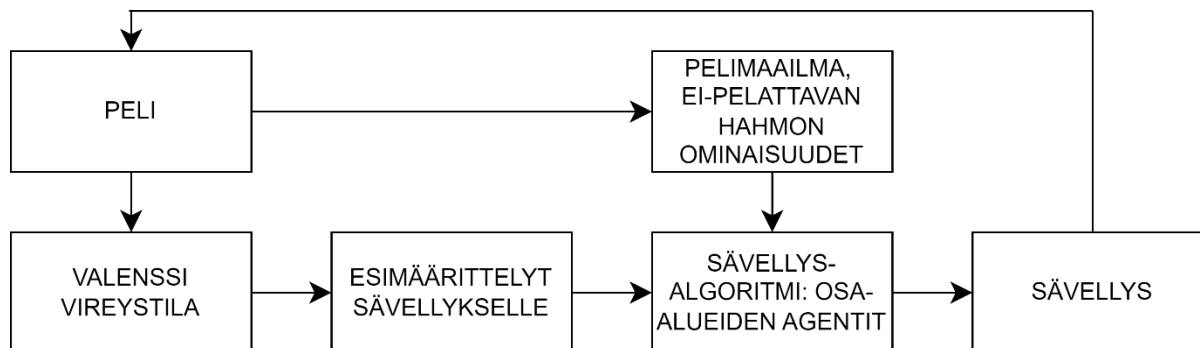 PELI
PELIMAAILMA,
EI-PELATTAVAN
HAHMON
OMINAISUUDET
VALENSSI
VIREYSTILA
ESIMÄÄRITTELYT
SÄVELLYKSELLE
SÄVELLYS-
ALGORITMI: OSA-
ALUEIDEN AGENTIT
SÄVELLYS